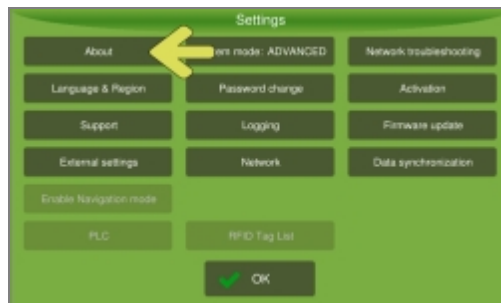 Settings
About
em mode: ADVANCED
Network troubleshooting
Language & Region
Password change
Activation
Support
Logging
Firmware update
External settings
Network
Data synchronization
Enable Navigation mode
PLC
RFID Tag List
OK